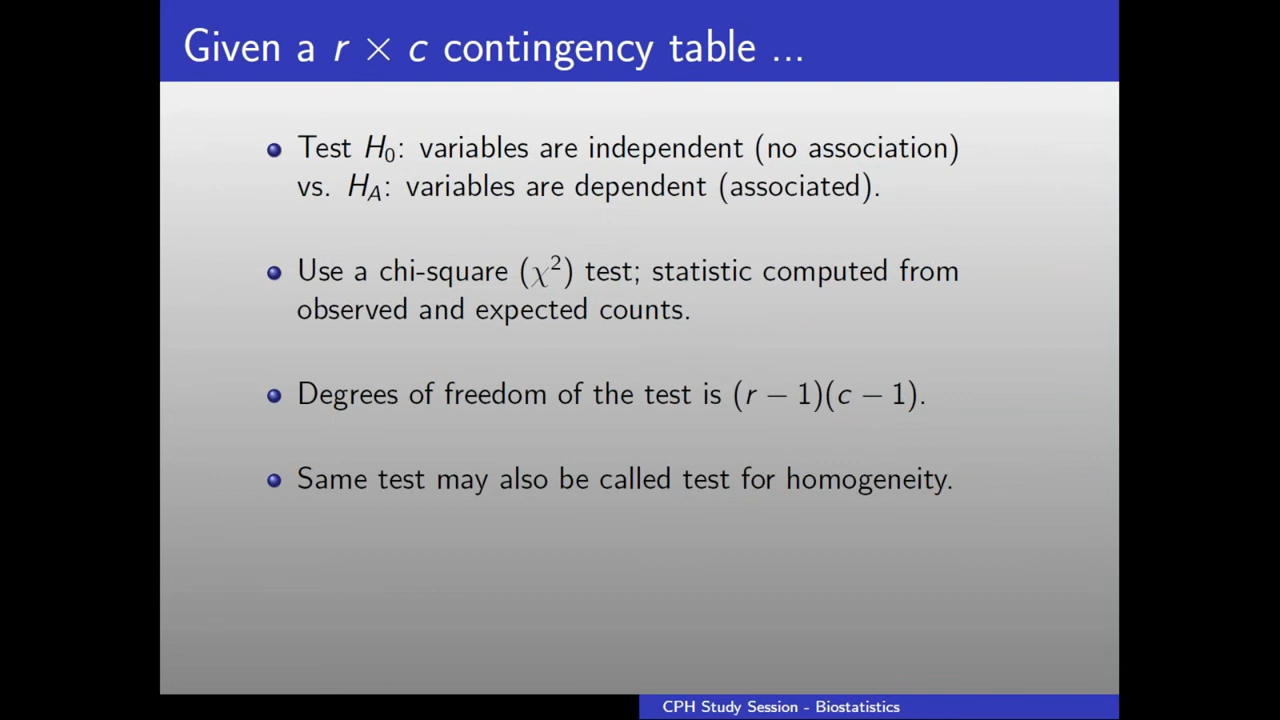 Given a r × c contingency table ...
Test H₀: variables are independent (no association)
vs. H_A: variables are dependent (associated).
Use a chi-square (χ²) test; statistic computed from
observed and expected counts.
Degrees of freedom of the test is (r − 1)(c − 1).
Same test may also be called test for homogeneity.
CPH Study Session - Biostatistics